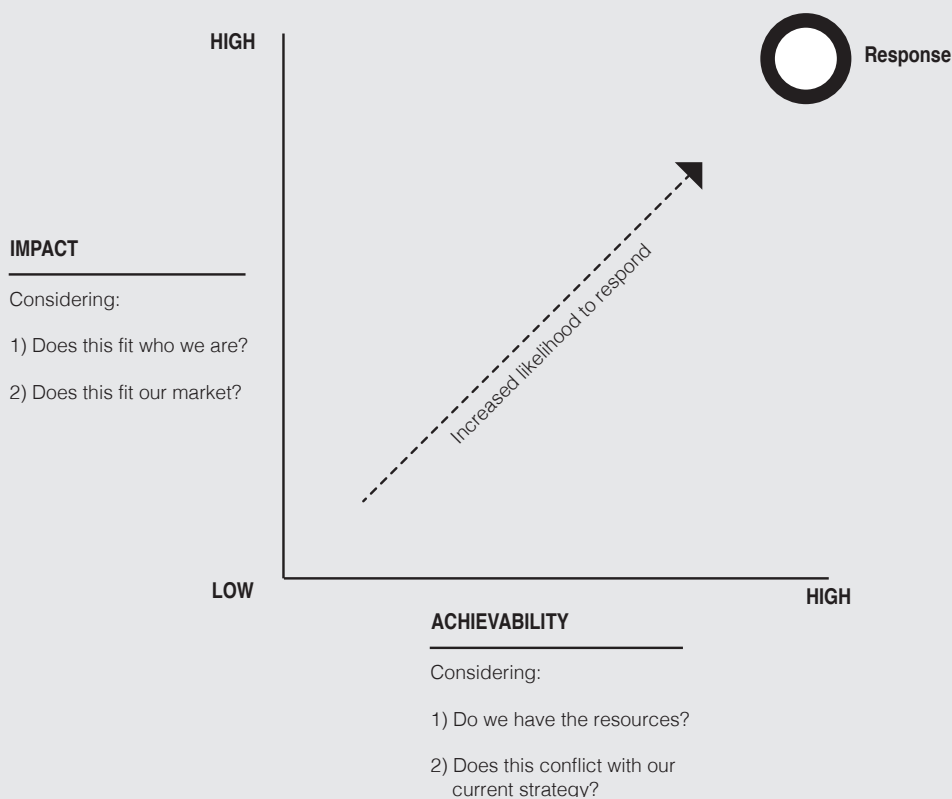 HIGH
Response
IMPACT
Considering:
1) Does this fit who we are?
2) Does this fit our market?
Increased likelihood to respond
LOW
HIGH
ACHIEVABILITY
Considering:
1) Do we have the resources?
2) Does this conflict with our
current strategy?